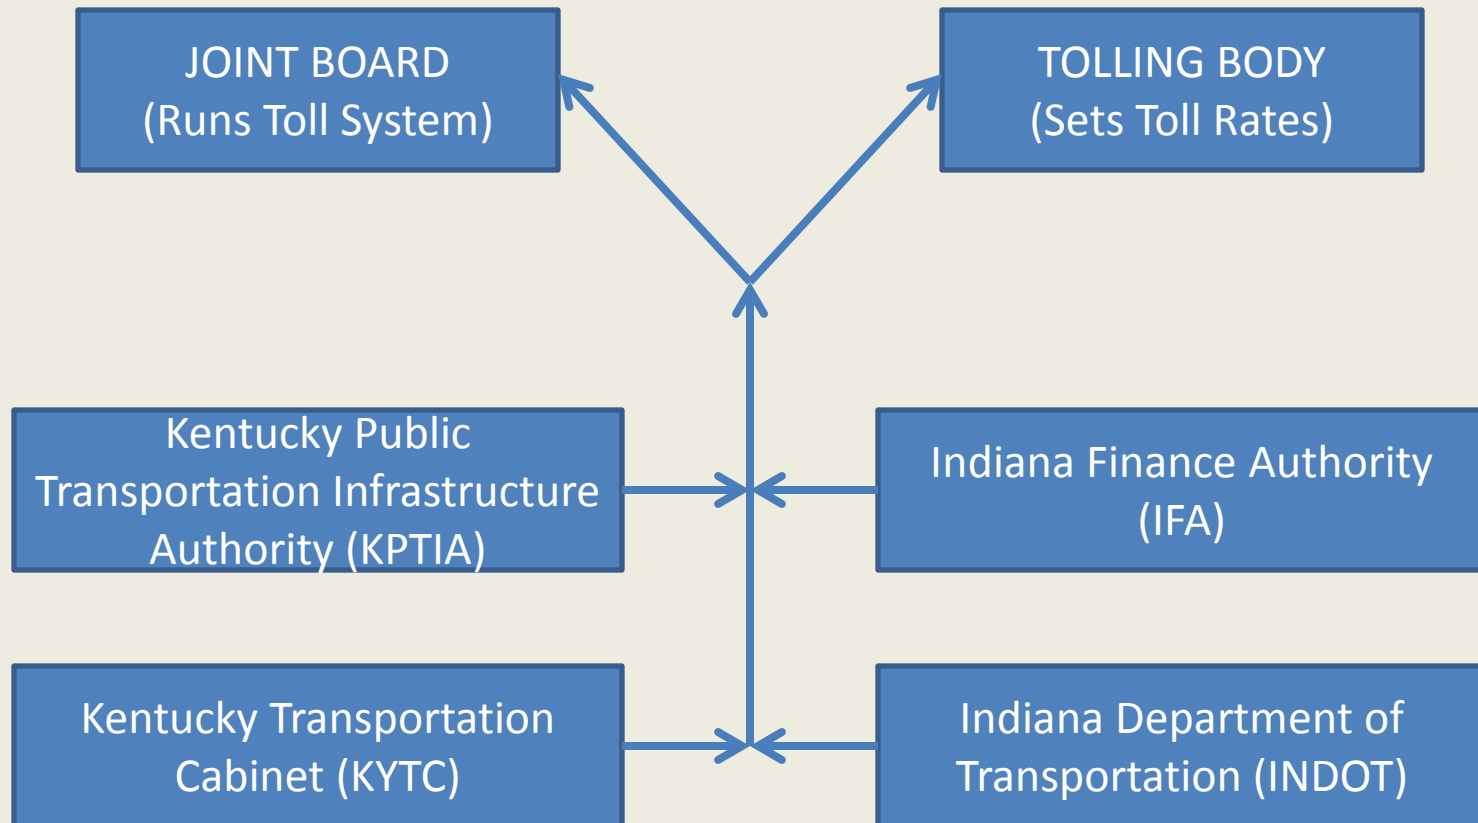 JOINT BOARD
(Runs Toll System)
TOLLING BODY
(Sets Toll Rates)
Kentucky Public
Transportation Infrastructure
Authority (KPTIA)
Indiana Finance Authority
(IFA)
Kentucky Transportation
Cabinet (KYTC)
Indiana Department of
Transportation (INDOT)